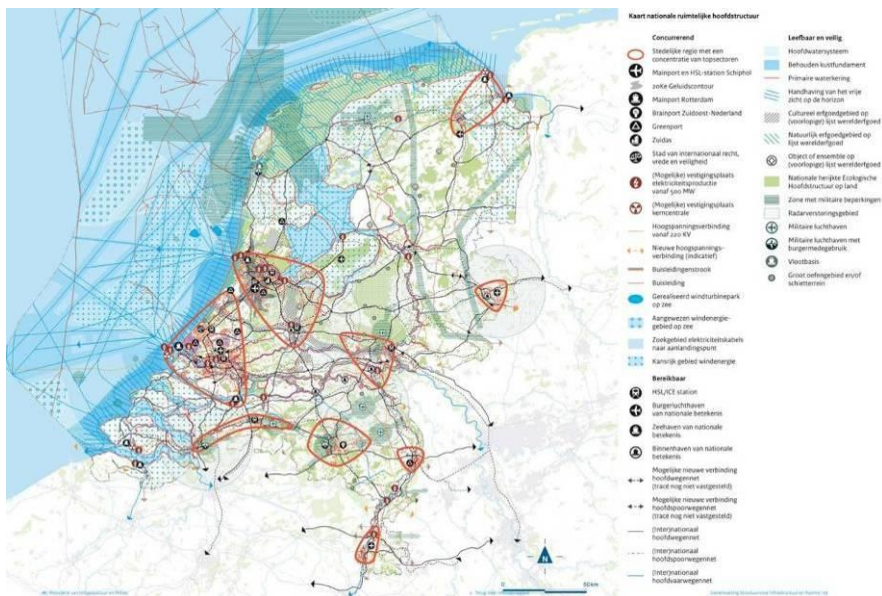 Kaart nationale ruimtelijke hoofdstructuur
Concurrerend
Stedelijke regio met een
concentratie van topsectoren
Mainport en HSL-station Schiphol
20Ke Geluidscontour
Mainport Rotterdam
Brainport Zuidoost-Nederland
Greenport
Zuidas
Stad van internationaal recht,
vrede en veiligheid
(Mogelijke) vestigingsplaats
elektriciteitsproductie
vanaf 500 MW
(Mogelijke) vestigingsplaats
kerncentrale
Hoogspanningsverbinding
vanaf 220 KV
Nieuwe hoogspannings-
verbinding (indicatief)
Buisleidingenstrook
Buisleiding
Gerealiseerd windturbinepark
op zee
Aangewezen windenergie-
gebied op zee
Zoekgebied elektriciteitskabels
naar aanlandingspunt
Kansrijk gebied windenergie
Bereikbaar
HSL/ICE station
Burgerluchthaven
van nationale betekenis
Zeehaven van nationale
betekenis
Binnenhaven van nationale
betekenis
Mogelijke nieuwe verbinding
hoofdwegennet
(tracé nog niet vastgesteld)
Mogelijke nieuwe verbinding
hoofdspoorwegennet
(tracé nog niet vastgesteld)
(Inter)nationaal
hoofdwegennet
(Inter)nationaal
hoofdspoorwegennet
(Inter)nationaal
hoofdvaarwegennet
Leefbaar en veilig
Hoofdwatersysteem
Behouden kustfundament
Primaire waterkering
Handhaving van het vrije
zicht op de horizon
Cultureel erfgoedgebied op
(voorlopige) lijst werelderfgoed
Natuurlijk erfgoedgebied op
lijst werelderfgoed
Object of ensemble op
(voorlopige) lijst werelderfgoed
Nationale herijkte Ecologische
Hoofdstructuur op land
Zone met militaire beperkingen
Radarverstoringsgebied
Militaire luchthaven
Militaire luchthaven met
burgermedegebruik
Vlootbasis
Groot oefengebied en/of
schietterrein
N
0 60km